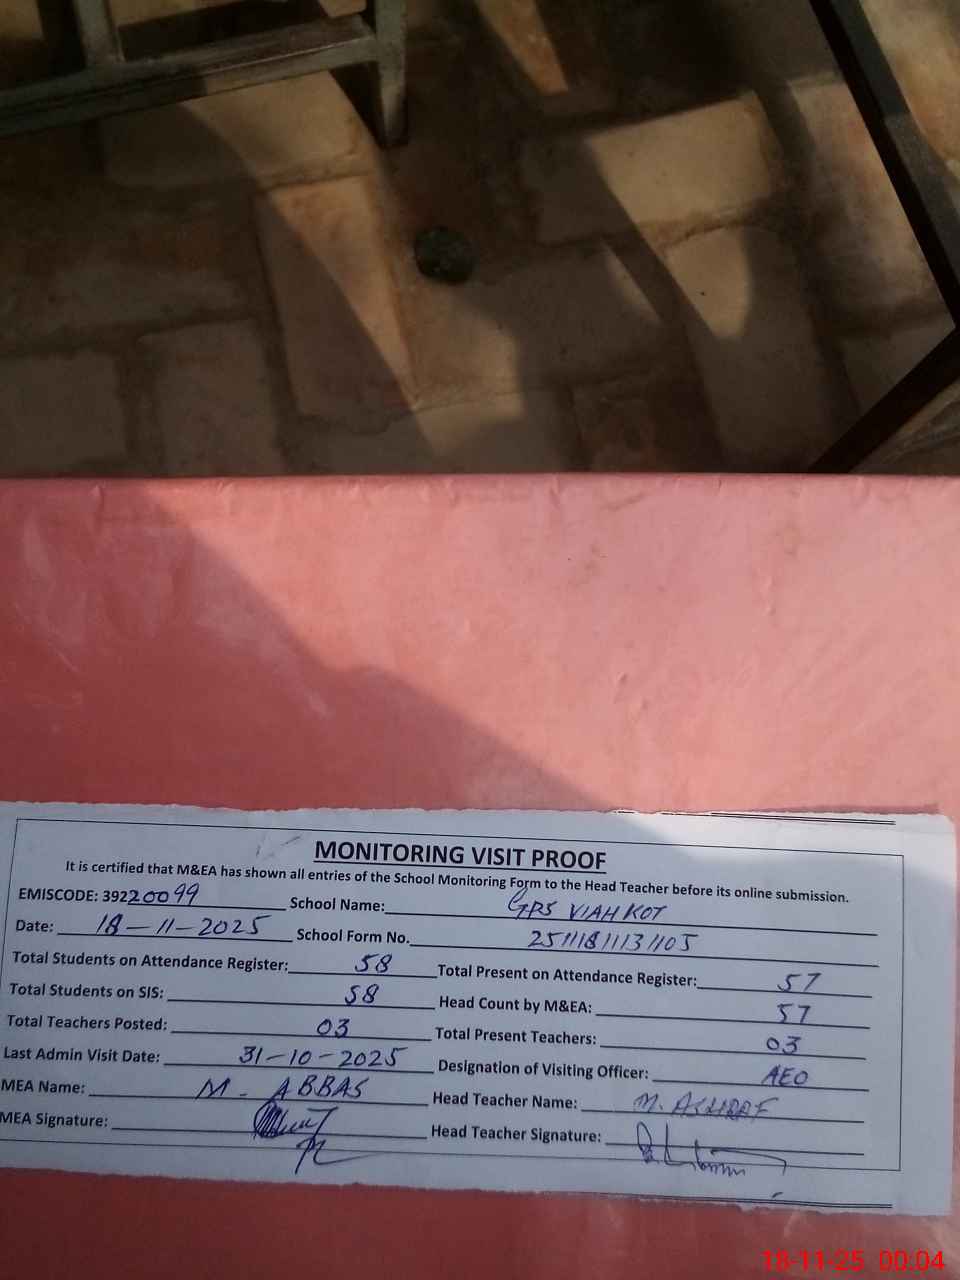 MONITORING VISIT PROOF
It is certified that M&EA has shown all entries of the School Monitoring Form to the Head Teacher before its online submission.
EMISCODE: 39220099 School Name: GPS VIAH KOT
Date: 18-11-2025 School Form No.
Total Students on Attendance Register: 58 Total Present on Attendance Register: 57
Total Students on SIS: 58 Head Count by M&EA: 57
Total Teachers Posted: 03 Total Present Teachers: 03
Last Admin Visit Date: 31-10-2025 Designation of Visiting Officer: AEO
MEA Name: M. ABBAS Head Teacher Name: M. ASHRAF
MEA Signature: Head Teacher Signature:
18-11-25 00:04